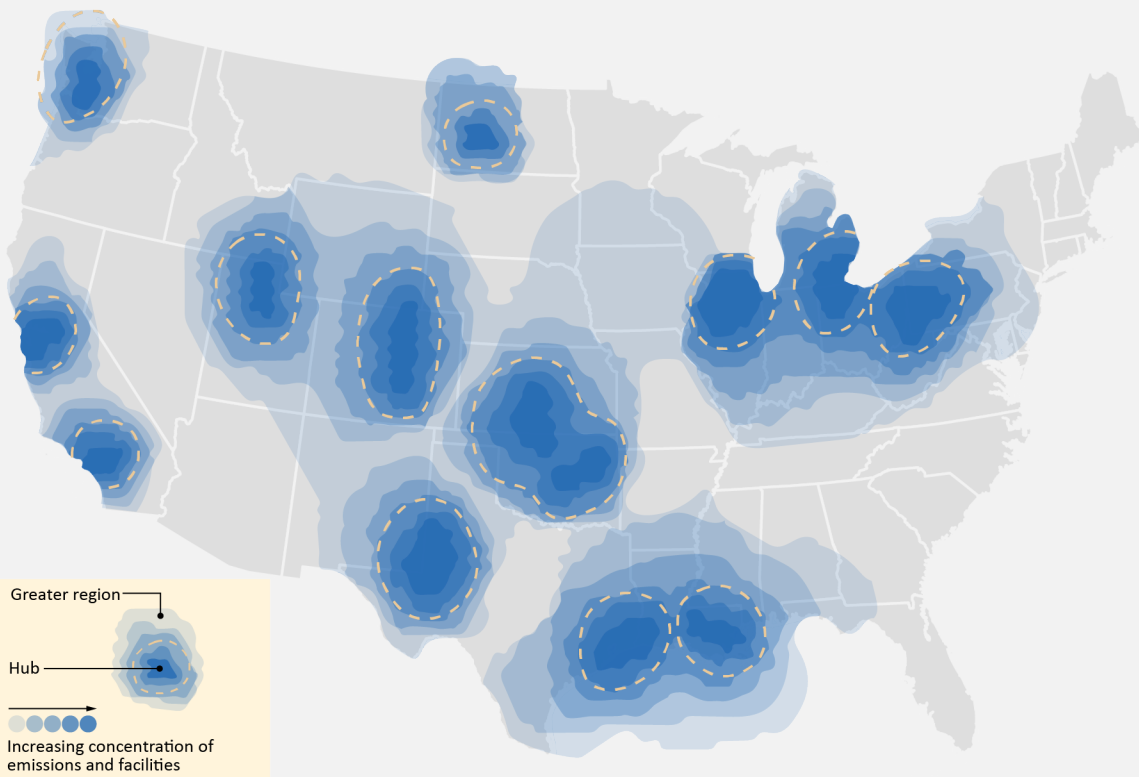 Greater region
Hub
Increasing concentration of
emissions and facilities